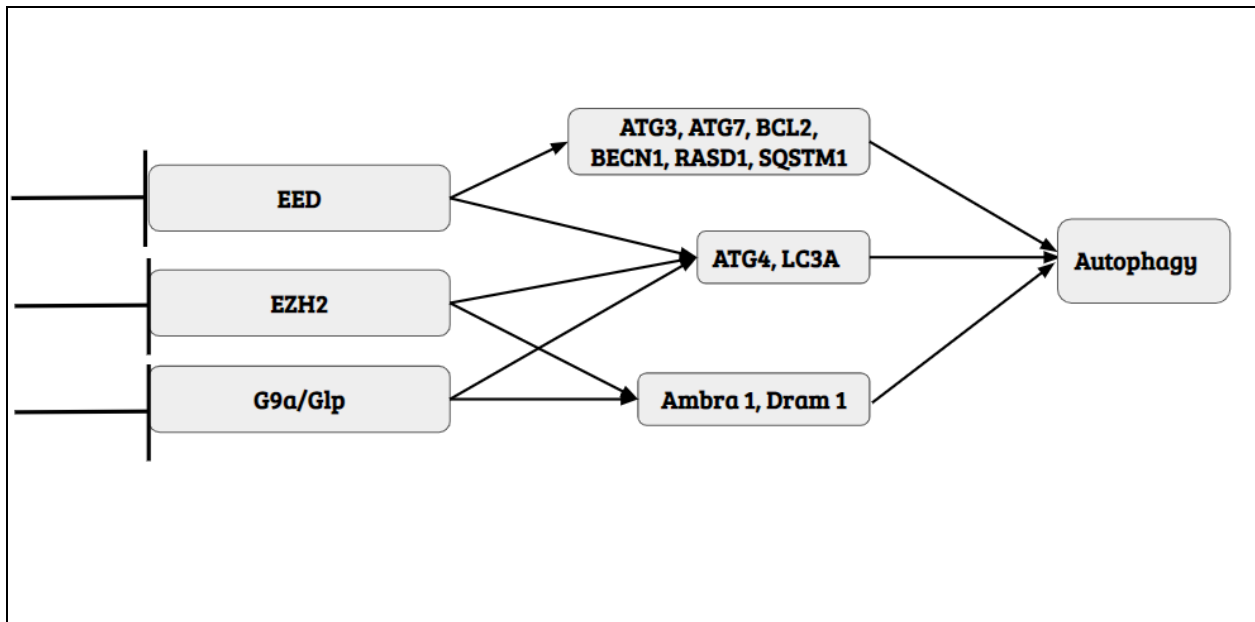 ATG3, ATG7, BCL2,
BECN1, RASD1, SQSTM1
EED
ATG4, LC3A
Autophagy
EZH2
G9a/Glp
Ambra 1, Dram 1